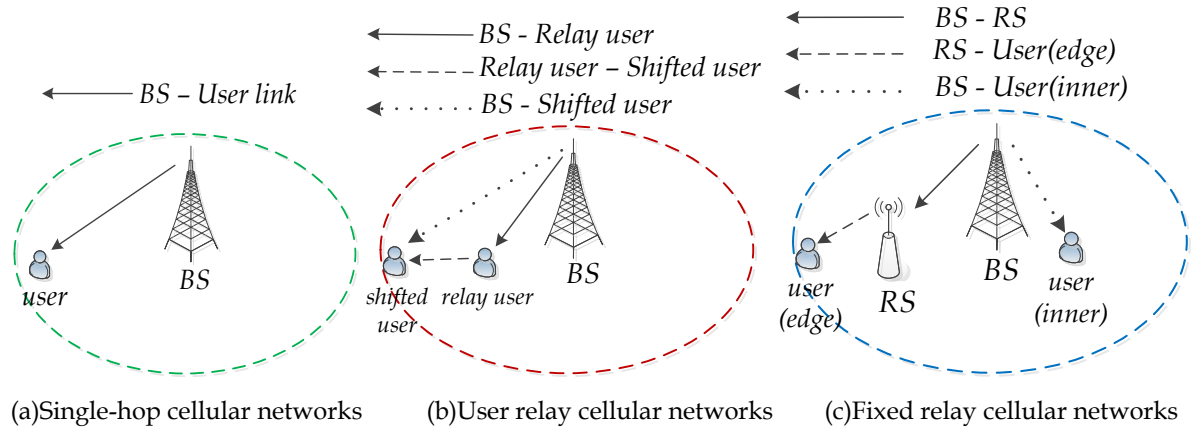 BS – User link
user
BS
(a)Single-hop cellular networks
BS - Relay user
Relay user – Shifted user
BS - Shifted user
shifted
user
relay user
BS
(b)User relay cellular networks
BS - RS
RS - User(edge)
BS - User(inner)
user
(edge)
RS
BS
user
(inner)
(c)Fixed relay cellular networks